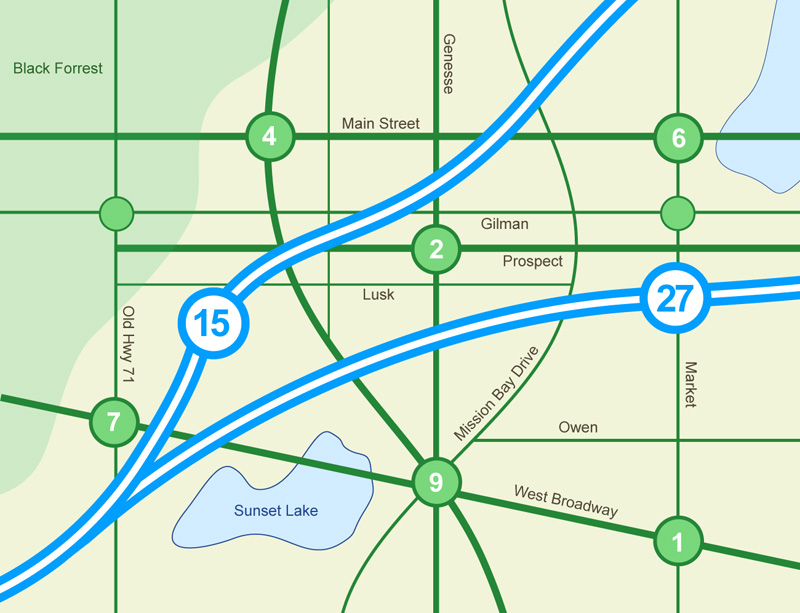 Genesse
Black Forrest
Main Street
4
6
Gilman
2
Prospect
Lusk
27
15
Old Hwy 71
Market
Mission Bay Drive
7
Owen
9
West Broadway
Sunset Lake
1